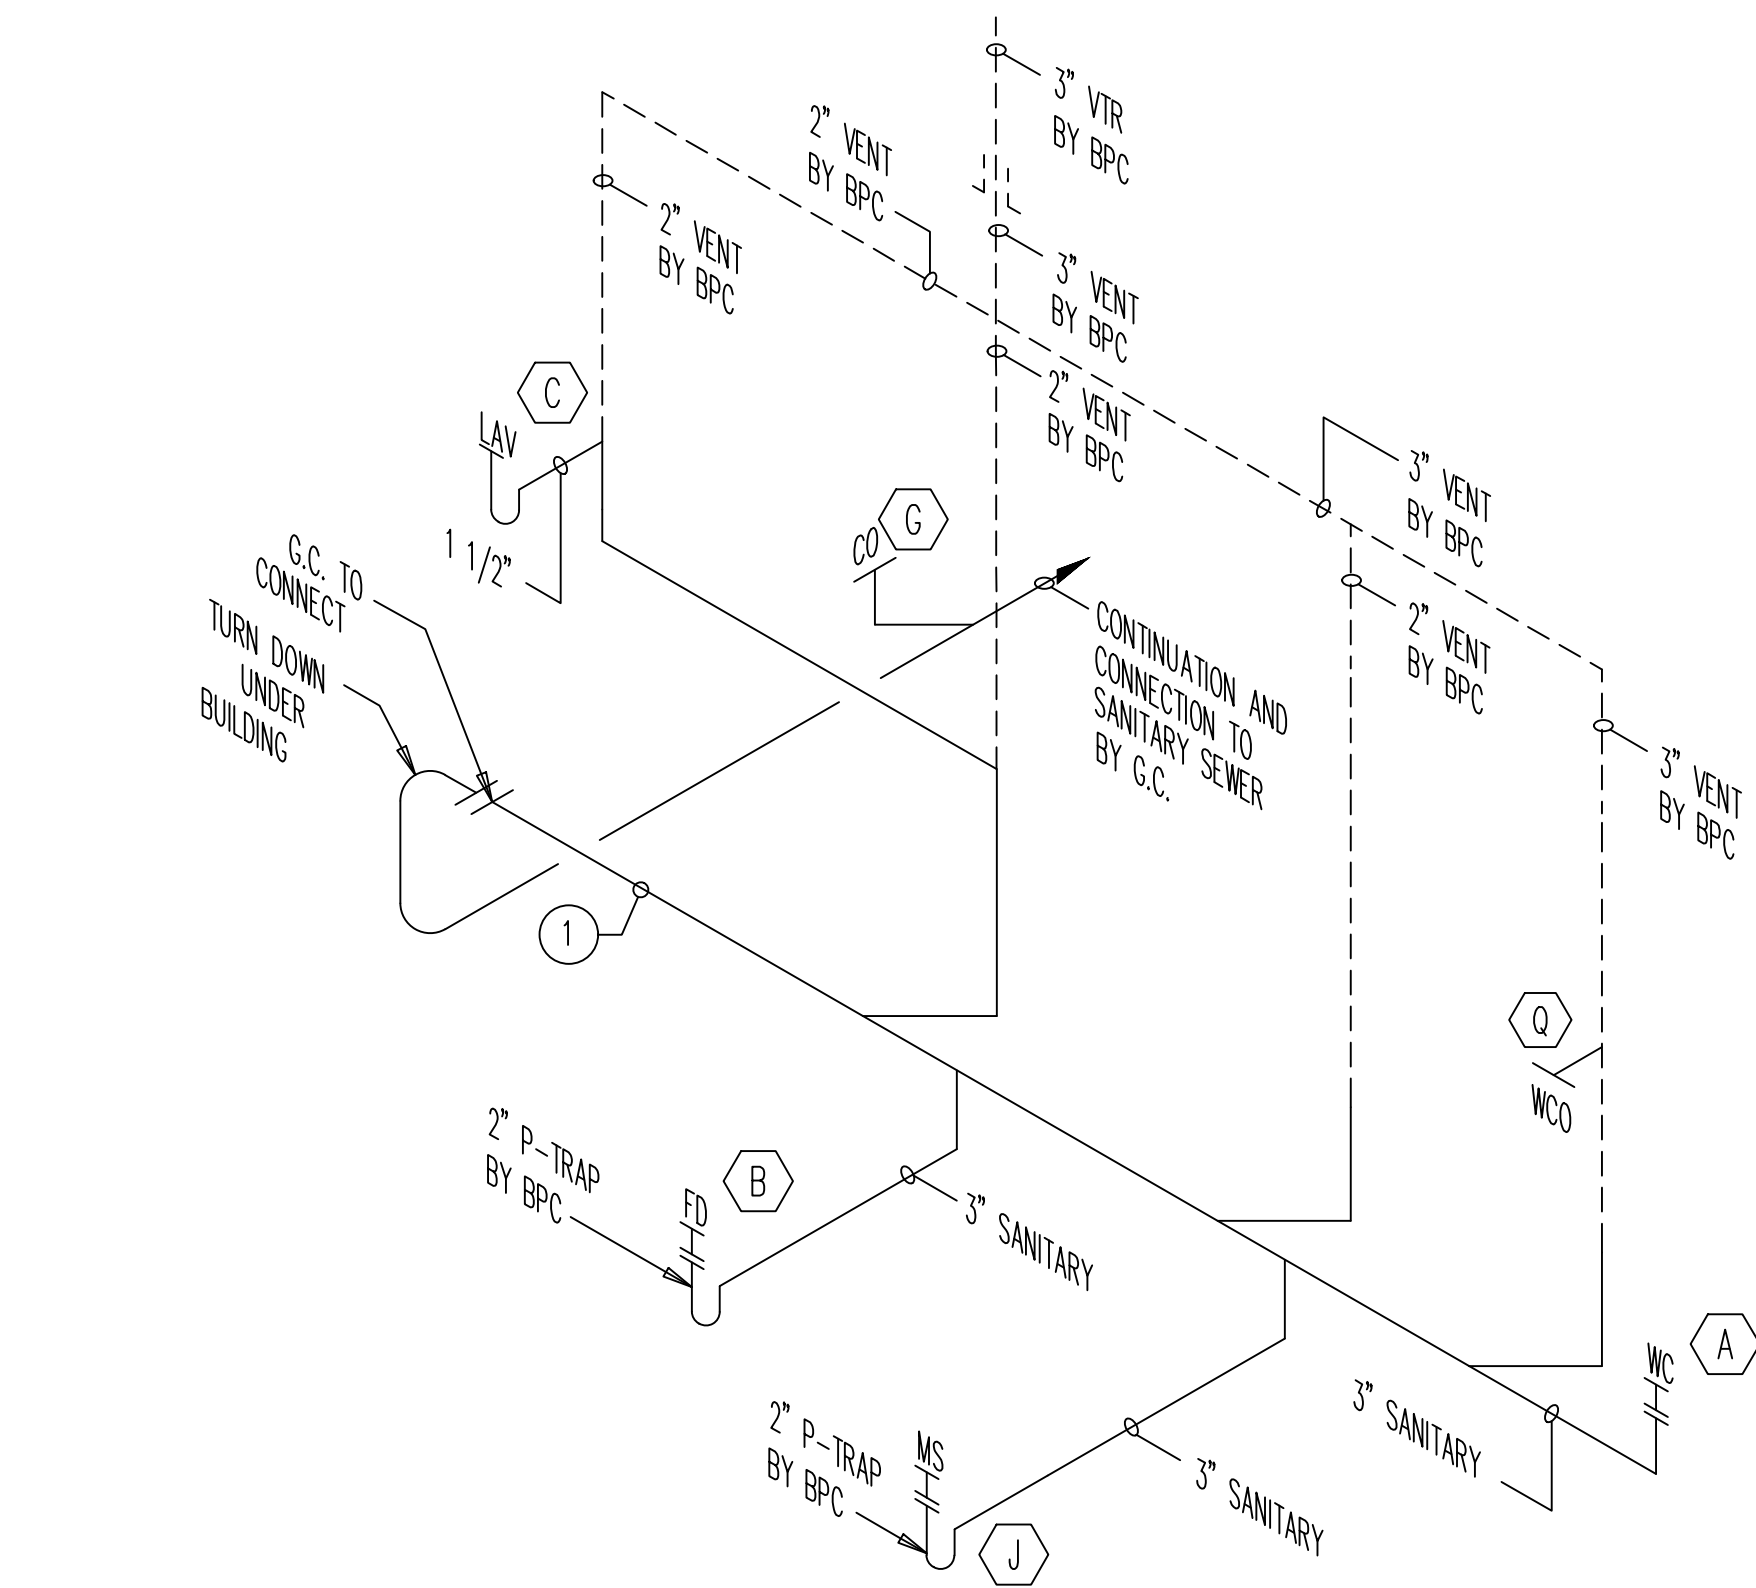 3" VTR
BY BPC
2" VENT
BY BPC
2" VENT
BY BPC
3" VENT
BY BPC
2" VENT
BY BPC
C
LAV
1 1/2"
3" VENT
BY BPC
G
CO
G.C. TO
CONNECT
TURN DOWN
UNDER
BUILDING
CONTINUATION AND
CONNECTION TO
SANITARY SEWER
BY G.C.
2" VENT
BY BPC
3" VENT
BY BPC
1
Q
WCO
2" P-TRAP
BY BPC
FD
B
3" SANITARY
A
WC
3" SANITARY
2" P-TRAP
BY BPC
MS
3" SANITARY
J